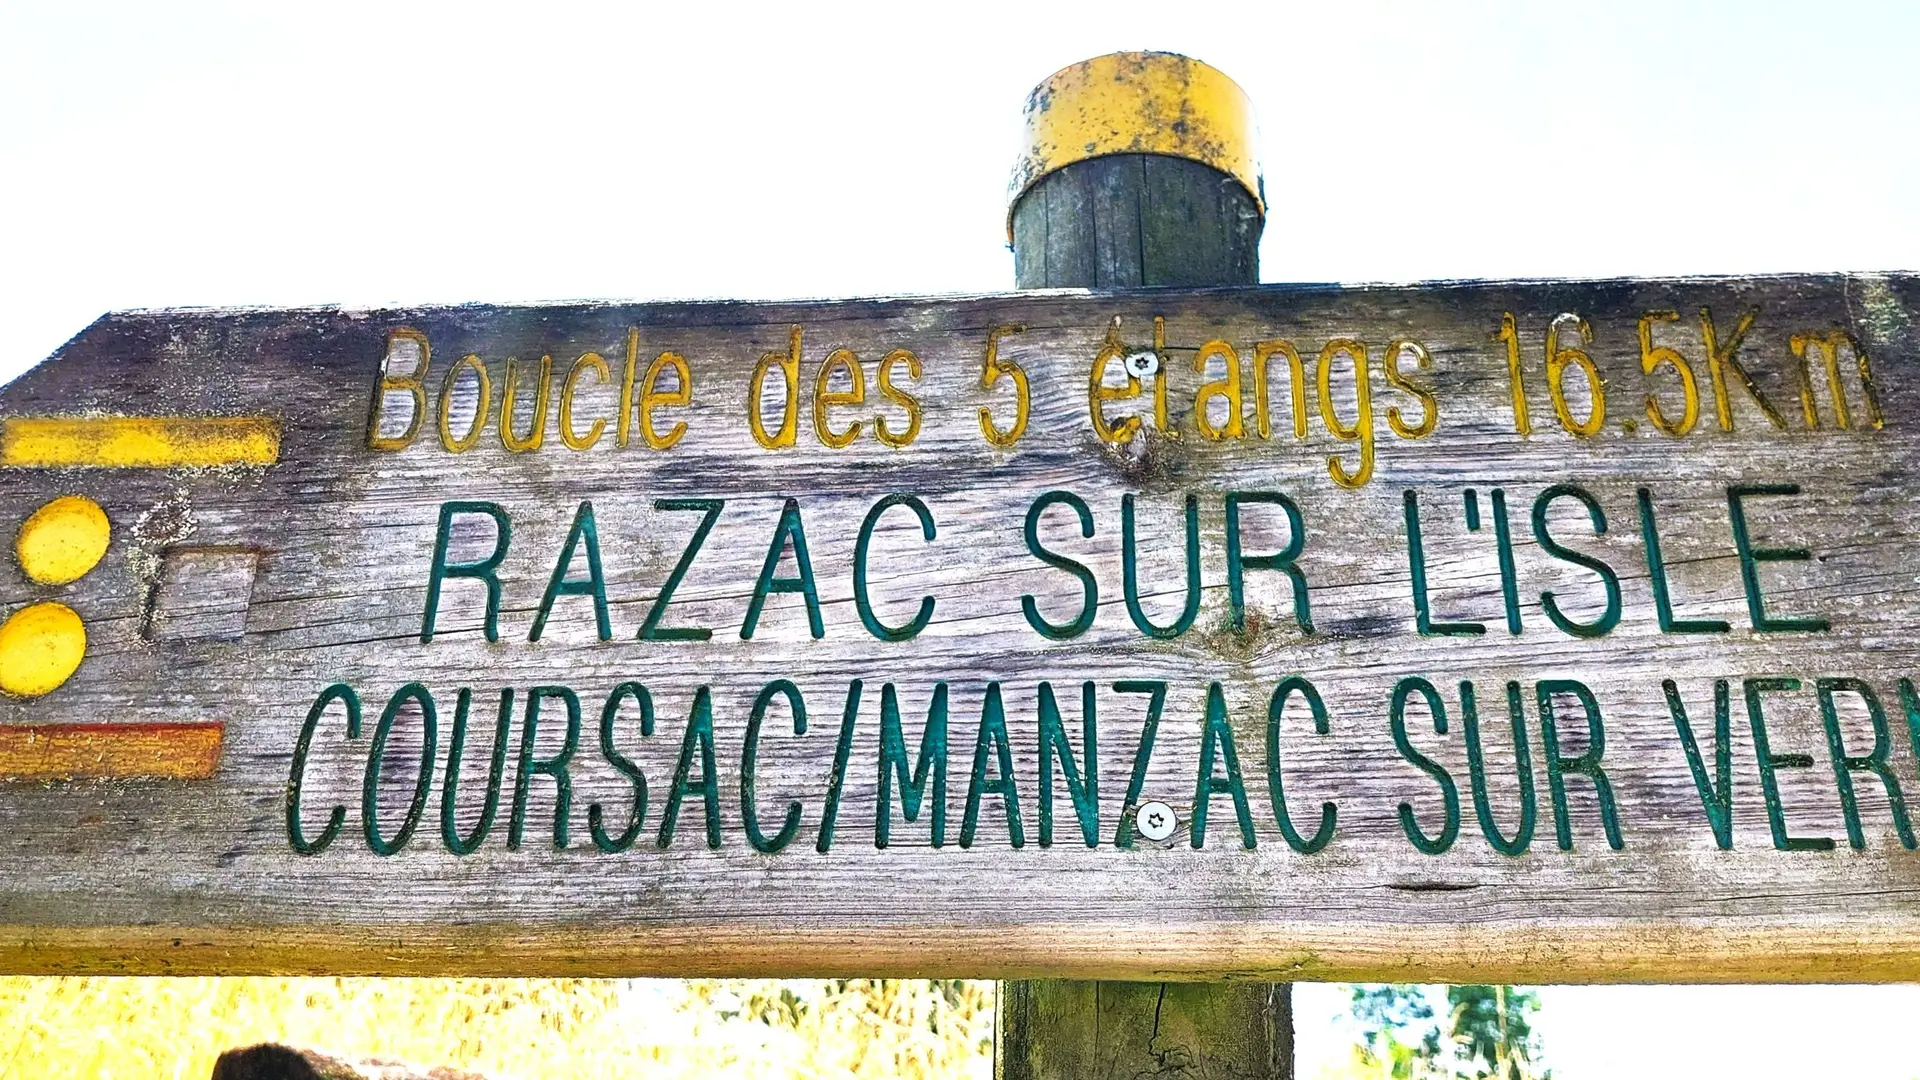 Boucle des 5 étangs 16.5Km
RAZAC SUR L'ISLE
COURSAC/MANZAC SUR